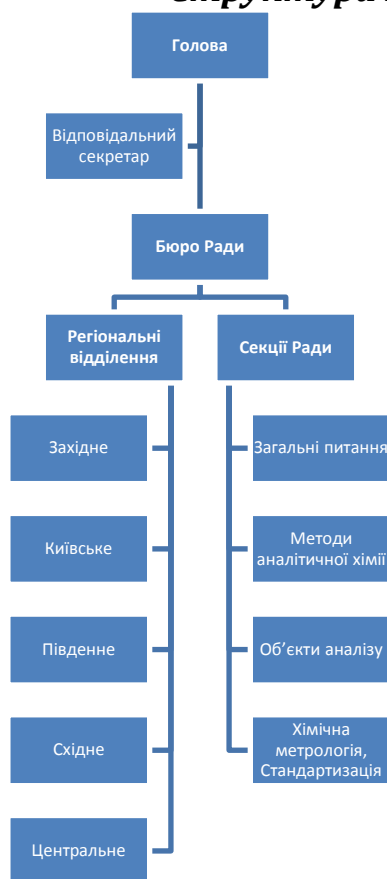 Голова
Відповідальний
секретар
Бюро Ради
Регіональні
відділення
Секції Ради
Західне
Загальні питання
Київське
Методи
аналітичної хімії
Південне
Об’єкти аналізу
Східне
Хімічна
метрологія,
Стандартизація
Центральне